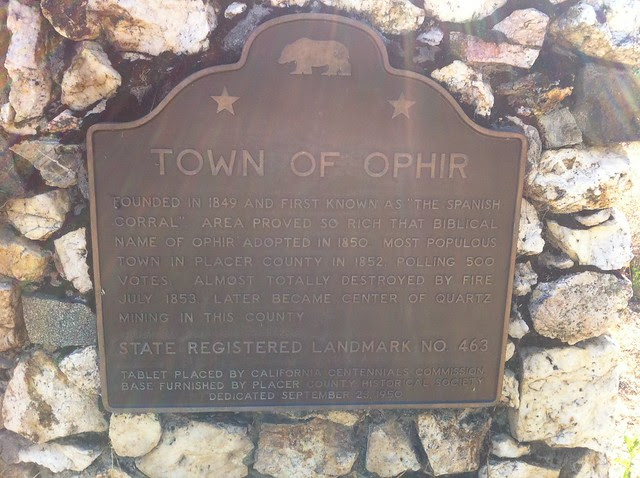 TOWN OF OPHIR
FOUNDED IN 1849 AND FIRST KNOWN AS "THE SPANISH
CORRAL". AREA PROVED SO RICH THAT BIBLICAL
NAME OF OPHIR ADOPTED IN 1850. MOST POPULOUS
TOWN IN PLACER COUNTY IN 1852, POLLING 500
VOTES. ALMOST TOTALLY DESTROYED BY FIRE
JULY 1853, LATER BECAME CENTER OF QUARTZ
MINING IN THIS COUNTY
STATE REGISTERED LANDMARK NO. 463
TABLET PLACED BY CALIFORNIA CENTENNIALS COMMISSION,
BASE FURNISHED BY PLACER COUNTY HISTORICAL SOCIETY
DEDICATED SEPTEMBER 1950